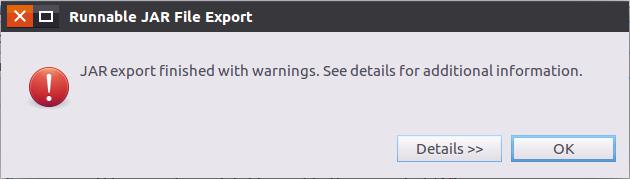 Runnable JAR File Export
JAR export finished with warnings. See details for additional information.
Details >>
OK